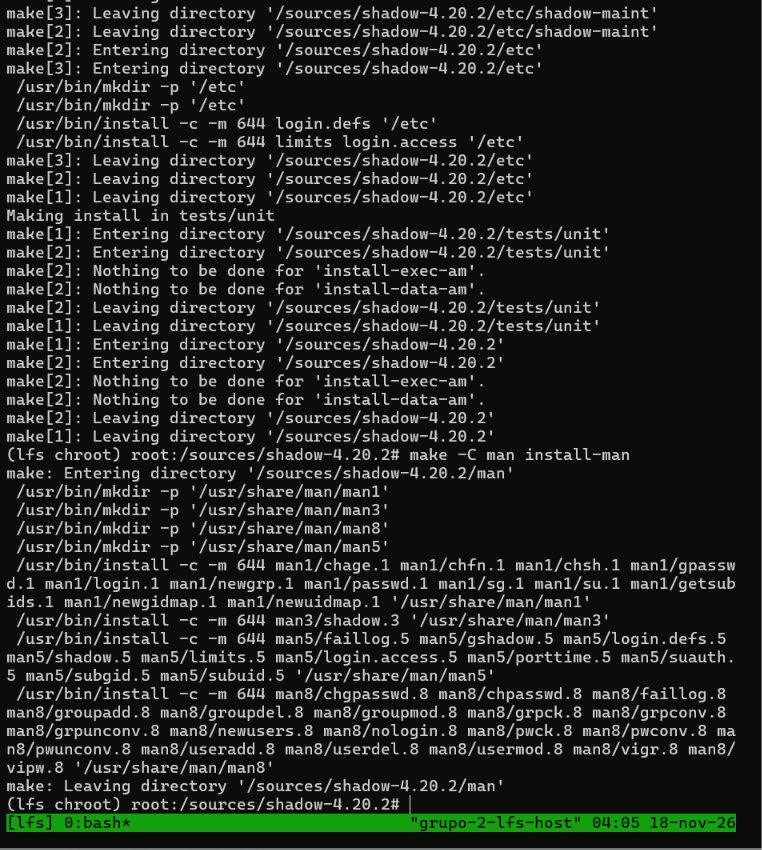 make[3]: Leaving directory '/sources/shadow-4.20.2/etc/shadow-maint'
make[2]: Leaving directory '/sources/shadow-4.20.2/etc/shadow-maint'
make[2]: Entering directory '/sources/shadow-4.20.2/etc'
make[3]: Entering directory '/sources/shadow-4.20.2/etc'
 /usr/bin/mkdir -p '/etc'
 /usr/bin/mkdir -p '/etc'
 /usr/bin/install -c -m 644 login.defs '/etc'
 /usr/bin/install -c -m 644 limits login.access '/etc'
make[3]: Leaving directory '/sources/shadow-4.20.2/etc'
make[2]: Leaving directory '/sources/shadow-4.20.2/etc'
make[1]: Leaving directory '/sources/shadow-4.20.2/etc'
Making install in tests/unit
make[1]: Entering directory '/sources/shadow-4.20.2/tests/unit'
make[2]: Entering directory '/sources/shadow-4.20.2/tests/unit'
make[2]: Nothing to be done for 'install-exec-am'.
make[2]: Nothing to be done for 'install-data-am'.
make[2]: Leaving directory '/sources/shadow-4.20.2/tests/unit'
make[1]: Leaving directory '/sources/shadow-4.20.2/tests/unit'
make[1]: Entering directory '/sources/shadow-4.20.2'
make[2]: Entering directory '/sources/shadow-4.20.2'
make[2]: Nothing to be done for 'install-exec-am'.
make[2]: Nothing to be done for 'install-data-am'.
make[2]: Leaving directory '/sources/shadow-4.20.2'
make[1]: Leaving directory '/sources/shadow-4.20.2'
(lfs chroot) root:/sources/shadow-4.20.2# make -C man install-man
make: Entering directory '/sources/shadow-4.20.2/man'
 /usr/bin/mkdir -p '/usr/share/man/man1'
 /usr/bin/mkdir -p '/usr/share/man/man3'
 /usr/bin/mkdir -p '/usr/share/man/man8'
 /usr/bin/mkdir -p '/usr/share/man/man5'
 /usr/bin/install -c -m 644 man1/chage.1 man1/chfn.1 man1/chsh.1 man1/gpassw
d.1 man1/login.1 man1/newgrp.1 man1/passwd.1 man1/sg.1 man1/su.1 man1/getsub
ids.1 man1/newgidmap.1 man1/newuidmap.1 '/usr/share/man/man1'
 /usr/bin/install -c -m 644 man3/shadow.3 '/usr/share/man/man3'
 /usr/bin/install -c -m 644 man5/faillog.5 man5/gshadow.5 man5/login.defs.5
man5/shadow.5 man5/limits.5 man5/login.access.5 man5/porttime.5 man5/suauth.
5 man5/subgid.5 man5/subuid.5 '/usr/share/man/man5'
 /usr/bin/install -c -m 644 man8/chgpasswd.8 man8/chpasswd.8 man8/faillog.8
man8/groupadd.8 man8/groupdel.8 man8/groupmod.8 man8/grpck.8 man8/grpconv.8
man8/grpunconv.8 man8/newusers.8 man8/nologin.8 man8/pwck.8 man8/pwconv.8 ma
n8/pwunconv.8 man8/useradd.8 man8/userdel.8 man8/usermod.8 man8/vigr.8 man8/
vipw.8 '/usr/share/man/man8'
make: Leaving directory '/sources/shadow-4.20.2/man'
(lfs chroot) root:/sources/shadow-4.20.2#
[lfs] 0:bash* "grupo-2-lfs-host" 04:05 18-nov-26